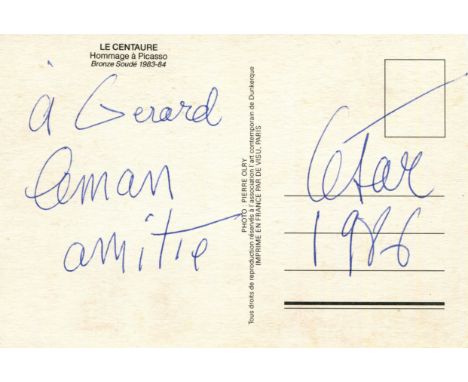 LE CENTAURE
Hommage à Picasso
Bronze Soudé 1983-84
à Gerard
Leman
amitié
PHOTO : PIERRE OLRY
Tous droits de reproduction réservés à l'association l'art contemporain de Dunkerque
IMPRIMÉ EN FRANCE PAR DE VISU. PARIS
César
1986